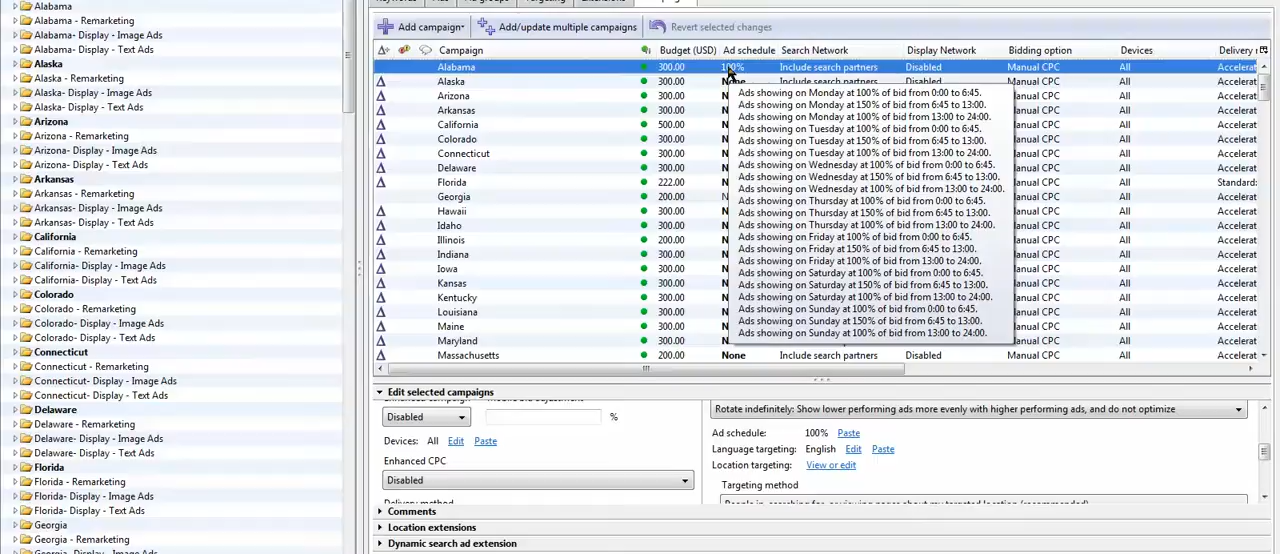 Alabama
Alabama - Remarketing
Alabama- Display - Image Ads
Alabama- Display - Text Ads
Alaska
Alaska - Remarketing
Alaska- Display - Image Ads
Alaska- Display - Text Ads
Arizona
Arizona - Remarketing
Arizona- Display - Image Ads
Arizona- Display - Text Ads
Arkansas
Arkansas - Remarketing
Arkansas- Display - Image Ads
Arkansas- Display - Text Ads
California
California - Remarketing
California- Display - Image Ads
California- Display - Text Ads
Colorado
Colorado - Remarketing
Colorado- Display - Image Ads
Colorado- Display - Text Ads
Connecticut
Connecticut - Remarketing
Connecticut- Display - Image Ads
Connecticut- Display - Text Ads
Delaware
Delaware - Remarketing
Delaware- Display - Image Ads
Delaware- Display - Text Ads
Florida
Florida - Remarketing
Florida- Display - Image Ads
Florida- Display - Text Ads
Georgia
Georgia - Remarketing
Georgia- Display - Image Ads
Add campaign Add/update multiple campaigns Revert selected changes
Campaign Budget (USD) Ad schedule Search Network Display Network Bidding option Devices Delivery
Alabama 300.00 100% Include search partners Disabled Manual CPC All Accelerat
Alaska 300.00 None Include search partners Disabled Manual CPC All Accelerat
Arizona 300.00 Manual CPC All Accelerat
Arkansas 300.00 Manual CPC All Accelerat
California 500.00 Manual CPC All Accelerat
Colorado 300.00 Manual CPC All Accelerat
Connecticut 300.00 Manual CPC All Accelerat
Delaware 300.00 Manual CPC All Accelerat
Florida 222.00 Manual CPC All Standard:
Georgia 200.00 Manual CPC All Accelerat
Hawaii 300.00 Manual CPC All Accelerat
Idaho 300.00 Manual CPC All Accelerat
Illinois 200.00 Manual CPC All Accelerat
Indiana 300.00 Manual CPC All Accelerat
Iowa 300.00 Manual CPC All Accelerat
Kansas 300.00 Manual CPC All Accelerat
Kentucky 300.00 Manual CPC All Accelerat
Louisiana 300.00 Manual CPC All Accelerat
Maine 300.00 Manual CPC All Accelerat
Maryland 300.00 Manual CPC All Accelerat
Massachusetts 200.00 None Include search partners Disabled Manual CPC All Accelerat
Ads showing on Monday at 100% of bid from 0:00 to 6:45.
Ads showing on Monday at 150% of bid from 6:45 to 13:00.
Ads showing on Monday at 100% of bid from 13:00 to 24:00.
Ads showing on Tuesday at 100% of bid from 0:00 to 6:45.
Ads showing on Tuesday at 150% of bid from 6:45 to 13:00.
Ads showing on Tuesday at 100% of bid from 13:00 to 24:00.
Ads showing on Wednesday at 100% of bid from 0:00 to 6:45.
Ads showing on Wednesday at 150% of bid from 6:45 to 13:00.
Ads showing on Wednesday at 100% of bid from 13:00 to 24:00.
Ads showing on Thursday at 100% of bid from 0:00 to 6:45.
Ads showing on Thursday at 150% of bid from 6:45 to 13:00.
Ads showing on Thursday at 100% of bid from 13:00 to 24:00.
Ads showing on Friday at 100% of bid from 0:00 to 6:45.
Ads showing on Friday at 150% of bid from 6:45 to 13:00.
Ads showing on Friday at 100% of bid from 13:00 to 24:00.
Ads showing on Saturday at 100% of bid from 0:00 to 6:45.
Ads showing on Saturday at 150% of bid from 6:45 to 13:00.
Ads showing on Saturday at 100% of bid from 13:00 to 24:00.
Ads showing on Sunday at 100% of bid from 0:00 to 6:45.
Ads showing on Sunday at 150% of bid from 6:45 to 13:00.
Ads showing on Sunday at 100% of bid from 13:00 to 24:00.
Edit selected campaigns
Disabled %
Devices: All Edit Paste
Enhanced CPC
Disabled
Rotate indefinitely: Show lower performing ads more evenly with higher performing ads, and do not optimize
Ad schedule: 100% Paste
Language targeting: English Edit Paste
Location targeting: View or edit
Targeting method
Comments
Location extensions
Dynamic search ad extension